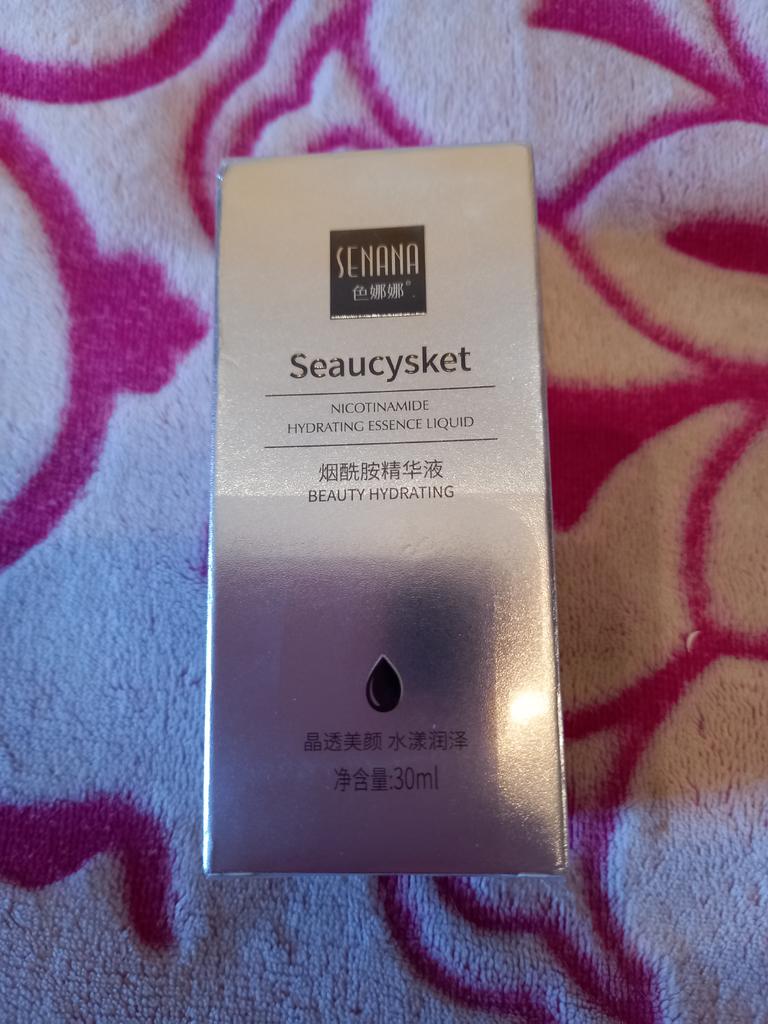 SENANA
色娜娜®
Seaucysket
NICOTINAMIDE
HYDRATING ESSENCE LIQUID
烟酰胺精华液
BEAUTY HYDRATING
晶透美颜 水漾润泽
净含量:30ml